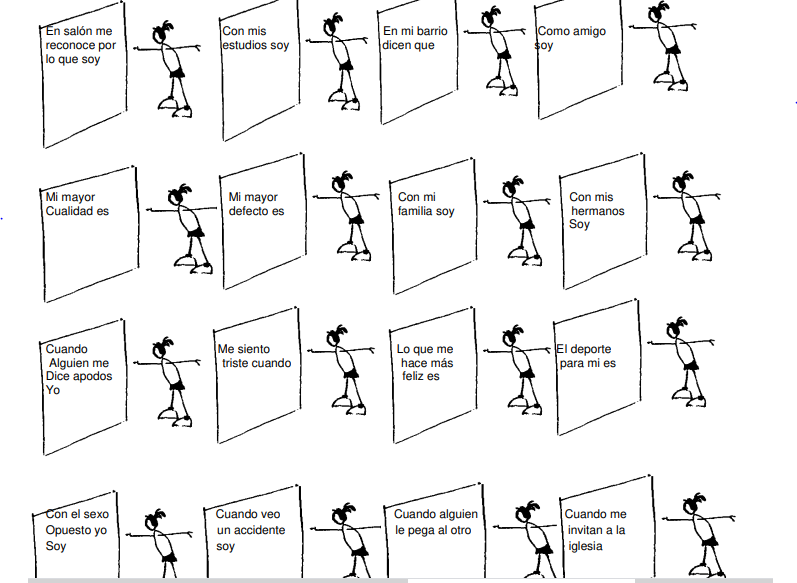 En salón me
reconoce por
lo que soy
Con mis
estudios soy
En mi barrio
dicen que
Como amigo
soy
Mi mayor
Cualidad es
Mi mayor
defecto es
Con mi
familia soy
Con mis
hermanos
Soy
Cuando
Alguien me
Dice apodos
Yo
Me siento
triste cuando
Lo que me
hace más
feliz es
El deporte
para mi es
Con el sexo
Opuesto yo
Soy
Cuando veo
un accidente
soy
Cuando alguien
le pega al otro
Cuando me
invitan a la
iglesia